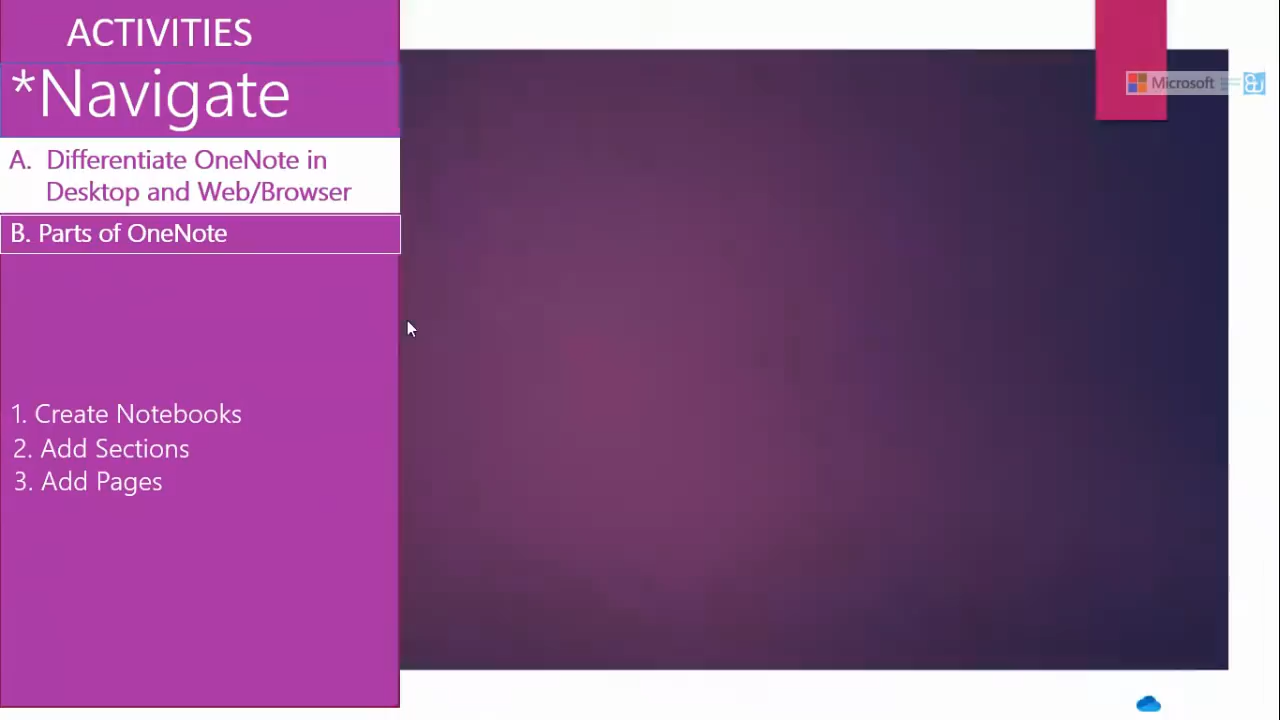 ACTIVITIES
*Navigate
A. Differentiate OneNote in
Desktop and Web/Browser
B. Parts of OneNote
1. Create Notebooks
2. Add Sections
3. Add Pages
Microsoft